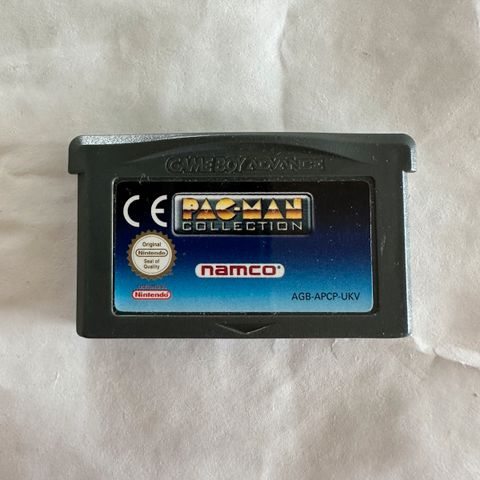 GAME BOY ADVANCE
CE
PAC-MAN
COLLECTION
Original
Nintendo
Seal of
Quality
namco
Nintendo
AGB-APCP-UKV